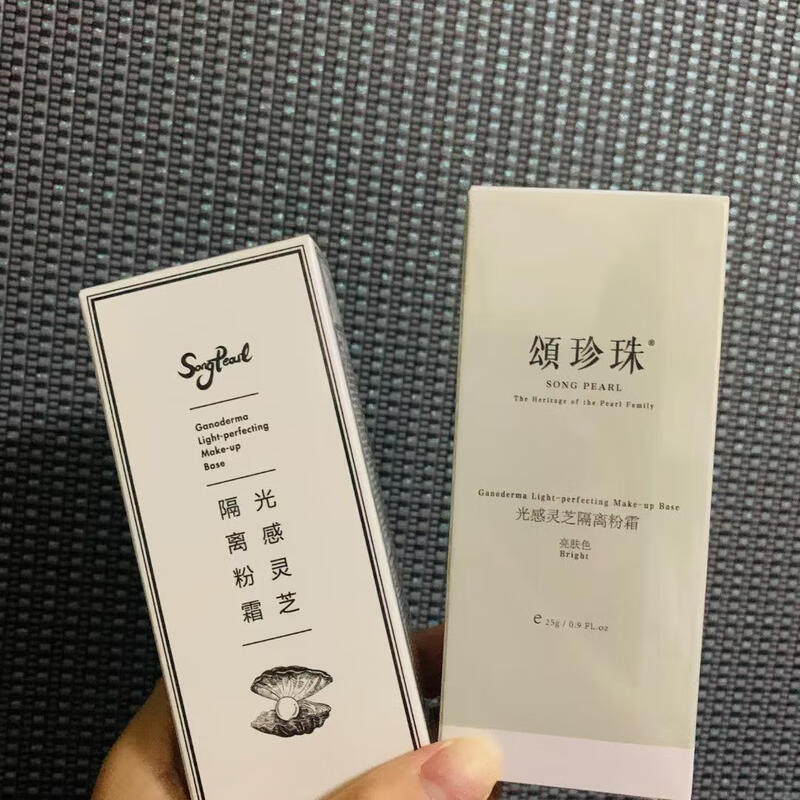 SongPearl
Ganoderma
Light-perfecting
Make-up
Base
光感灵芝
隔离粉霜
頌珍珠®
SONG PEARL
The Heritage of the Pearl Family
Ganoderma Light-perfecting Make-up Base
光感灵芝隔离粉霜
亮肤色
Bright
e 25g / 0.9 FL.oz